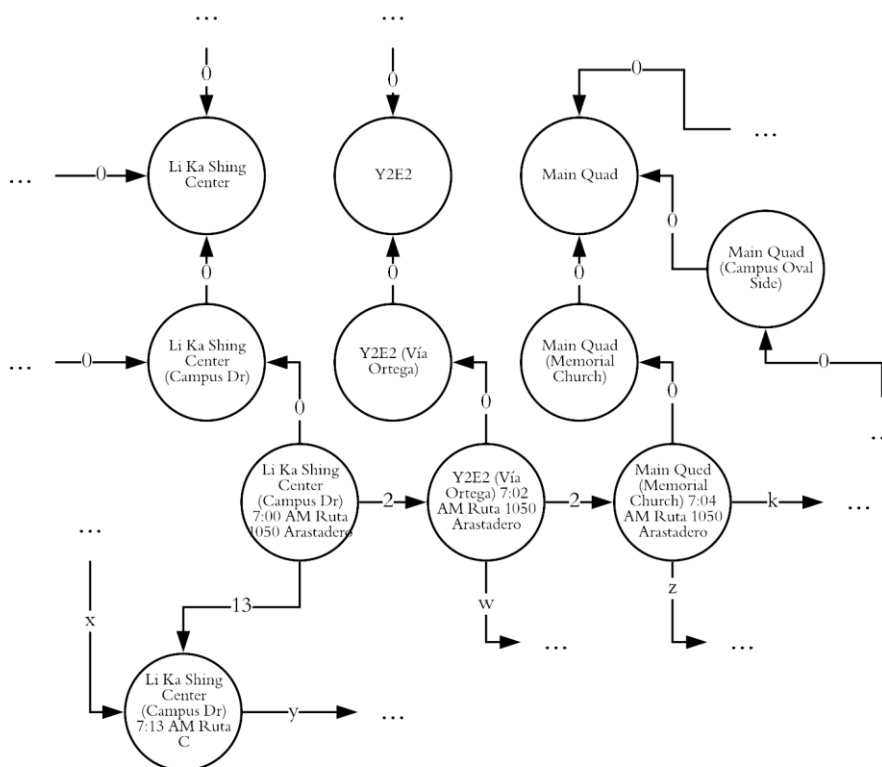 ...
...
0
0
0
...
0
Li Ka Shing
Center
Y2E2
Main Quad
...
0
0
0
0
Main Quad
(Campus Oval
Side)
...
0
Li Ka Shing
Center
(Campus Dr)
Y2E2 (Vía
Ortega)
Main Quad
(Memorial
Church)
0
0
0
0
...
Li Ka Shing
Center
(Campus Dr)
7:00 AM Ruta
1050 Arastadero
2
Y2E2 (Vía
Ortega) 7:02
AM Ruta 1050
Arastadero
2
Main Qued
(Memorial
Church) 7:04
AM Ruta 1050
Arastadero
k
...
...
x
13
w
...
z
...
Li Ka Shing
Center
(Campus Dr)
7:13 AM Ruta
C
y
...